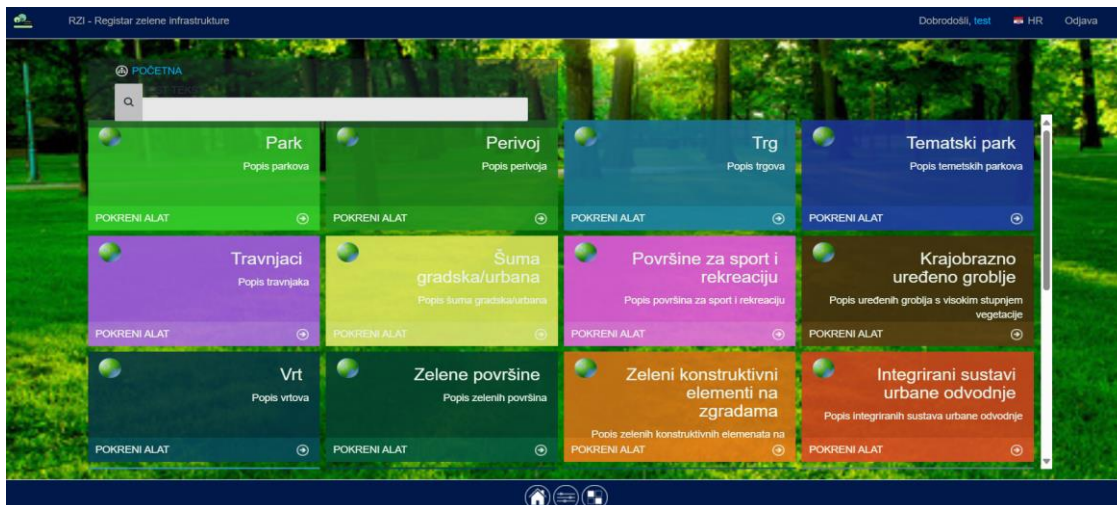 RZI - Registar zelene infrastrukture
Dobrodošli, test
HR
Odjava
POČETNA
Park
Popis parkova
POKRENI ALAT
Perivoj
Popis perivoja
POKRENI ALAT
Trg
Popis trgova
POKRENI ALAT
Tematski park
Popis temetskih parkova
POKRENI ALAT
Travnjaci
Popis travnjaka
POKRENI ALAT
Šuma
gradska/urbana
Popis šuma gradska/urbana
POKRENI ALAT
Površine za sport i
rekreaciju
Popis površina za sport i rekreaciju
POKRENI ALAT
Krajobrazno
uređeno groblje
Popis uređenih groblja s visokim stupnjem
vegetacije
POKRENI ALAT
Vrt
Popis vrtova
POKRENI ALAT
Zelene površine
Popis zelenih površina
POKRENI ALAT
Zeleni konstruktivni
elementi na
zgradama
Popis zelenih konstruktivnih elemenata na
POKRENI ALAT
Integrirani sustavi
urbane odvodnje
Popis integriranih sustava urbane odvodnje
POKRENI ALAT